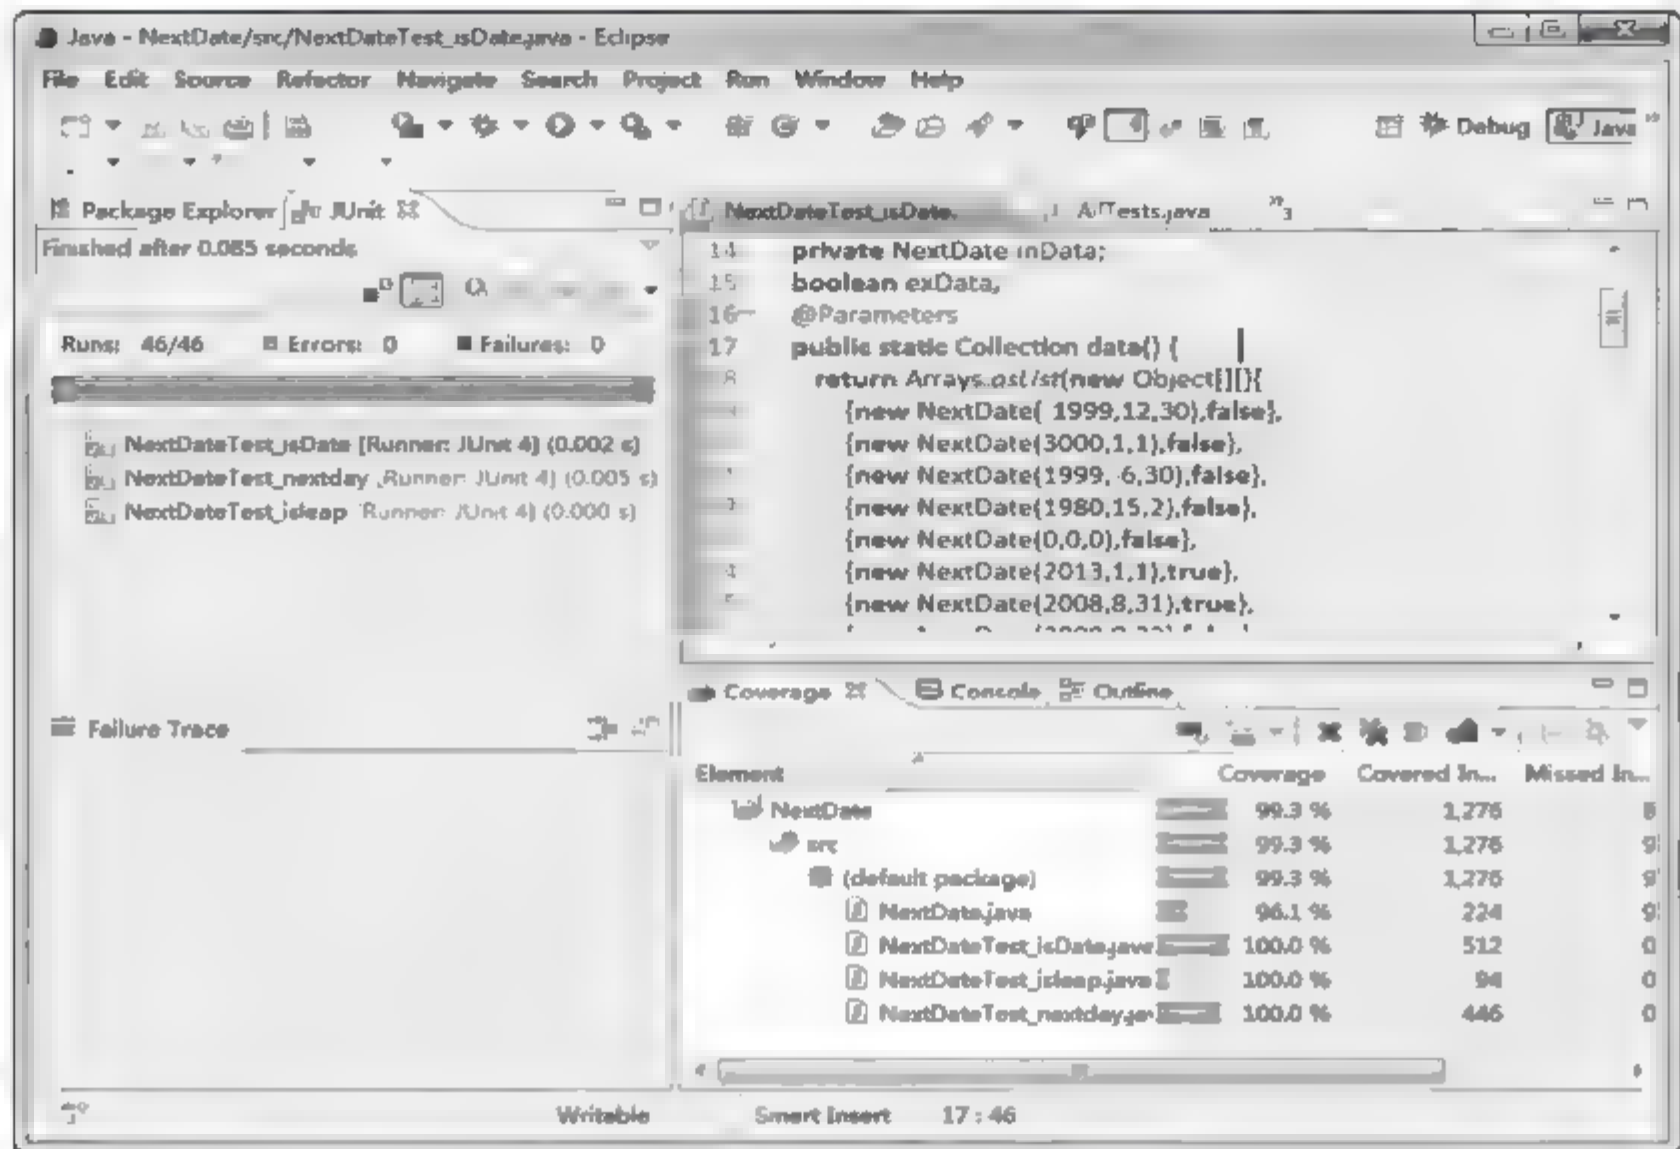 Java - NextDate/src/NextDateTest_isDate.java - Eclipse
File Edit Source Refactor Navigate Search Project Run Window Help
Debug Java
Package Explorer JUnit
Finished after 0.085 seconds
Runs: 46/46 Errors: 0 Failures: 0
NextDateTest_isDate [Runner: JUnit 4] (0.002 s)
NextDateTest_nextday [Runner: JUnit 4] (0.005 s)
NextDateTest_isleap [Runner: JUnit 4] (0.000 s)
Failure Trace
NextDateTest_isDate. AllTests.java 3
14 private NextDate inData;
15 boolean exData;
16 @Parameters
17 public static Collection data() {
return Arrays.asList(new Object[][]{
{new NextDate( 1999,12,30),false},
{new NextDate(3000,1,1),false},
{new NextDate(1999, -6,30),false},
{new NextDate(1980,15,2),false},
{new NextDate(0,0,0),false},
{new NextDate(2013,1,1),true},
{new NextDate(2008,8,31),true},
Coverage Console Outline
Element Coverage Covered In... Missed In...
NextDate 99.3 % 1,276
src 99.3 % 1,276 9
(default package) 99.3 % 1,276 9
NextDate.java 96.1 % 224 9
NextDateTest_isDate.java 100.0 % 512 0
NextDateTest_isleap.java 100.0 % 94 0
NextDateTest_nextday.jav 100.0 % 446 0
Writable Smart Insert 17 : 46